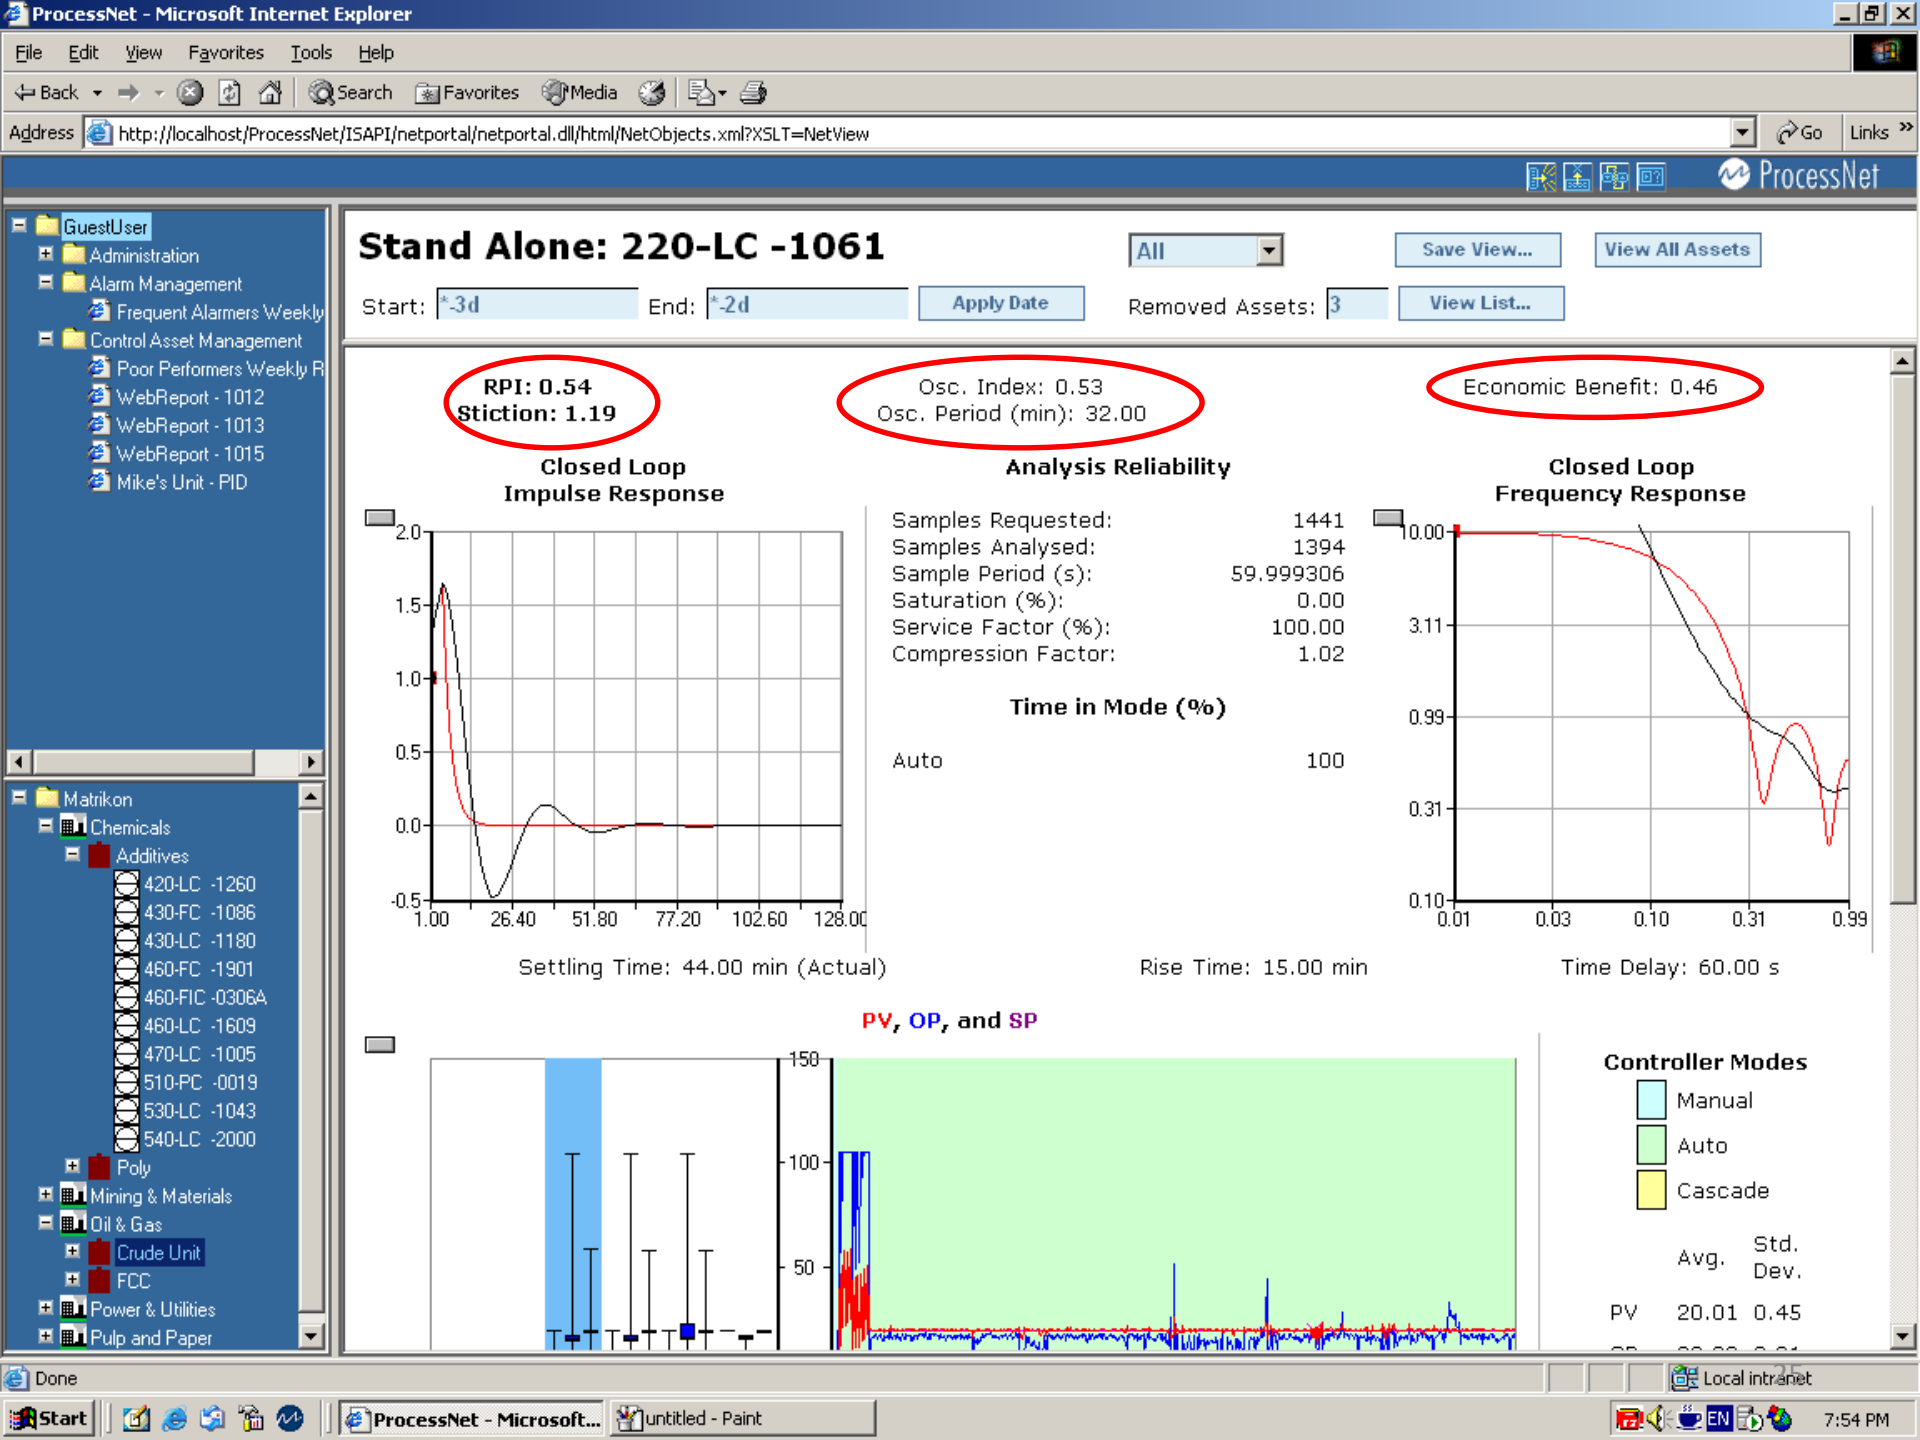 ProcessNet - Microsoft Internet Explorer
File Edit View Favorites Tools Help
Back Search Favorites Media
Address http://localhost/ProcessNet/ISAPI/netportal/netportal.dll/html/NetObjects.xml?XSLT=NetView Go Links »
ProcessNet
GuestUser
Administration
Alarm Management
Frequent Alarmers Weekly
Control Asset Management
Poor Performers Weekly R
WebReport - 1012
WebReport - 1013
WebReport - 1015
Mike's Unit - PID
Matrikon
Chemicals
Additives
420-LC -1260
430-FC -1086
430-LC -1180
460-FC -1901
460-FIC -0306A
460-LC -1609
470-LC -1005
510-PC -0019
530-LC -1043
540-LC -2000
Poly
Mining & Materials
Oil & Gas
Crude Unit
FCC
Power & Utilities
Pulp and Paper
Stand Alone: 220-LC -1061
All
Save View...
View All Assets
Start: *-3d End: *-2d Apply Date Removed Assets: 3 View List...
RPI: 0.54
Stiction: 1.19
Osc. Index: 0.53
Osc. Period (min): 32.00
Economic Benefit: 0.46
Closed Loop
Impulse Response
2.0
1.5
1.0
0.5
0.0
-0.5
1.00 26.40 51.80 77.20 102.60 128.00
Analysis Reliability
Samples Requested: 1441
Samples Analysed: 1394
Sample Period (s): 59.999306
Saturation (%): 0.00
Service Factor (%): 100.00
Compression Factor: 1.02
Time in Mode (%)
Auto 100
Closed Loop
Frequency Response
10.00
3.11
0.99
0.31
0.10
0.01 0.03 0.10 0.31 0.99
Settling Time: 44.00 min (Actual) Rise Time: 15.00 min Time Delay: 60.00 s
PV, OP, and SP
150
100
50
Controller Modes
Manual
Auto
Cascade
Avg. Std. Dev.
PV 20.01 0.45
Done
Local intranet
25
Start ProcessNet - Microsoft... untitled - Paint EN 7:54 PM